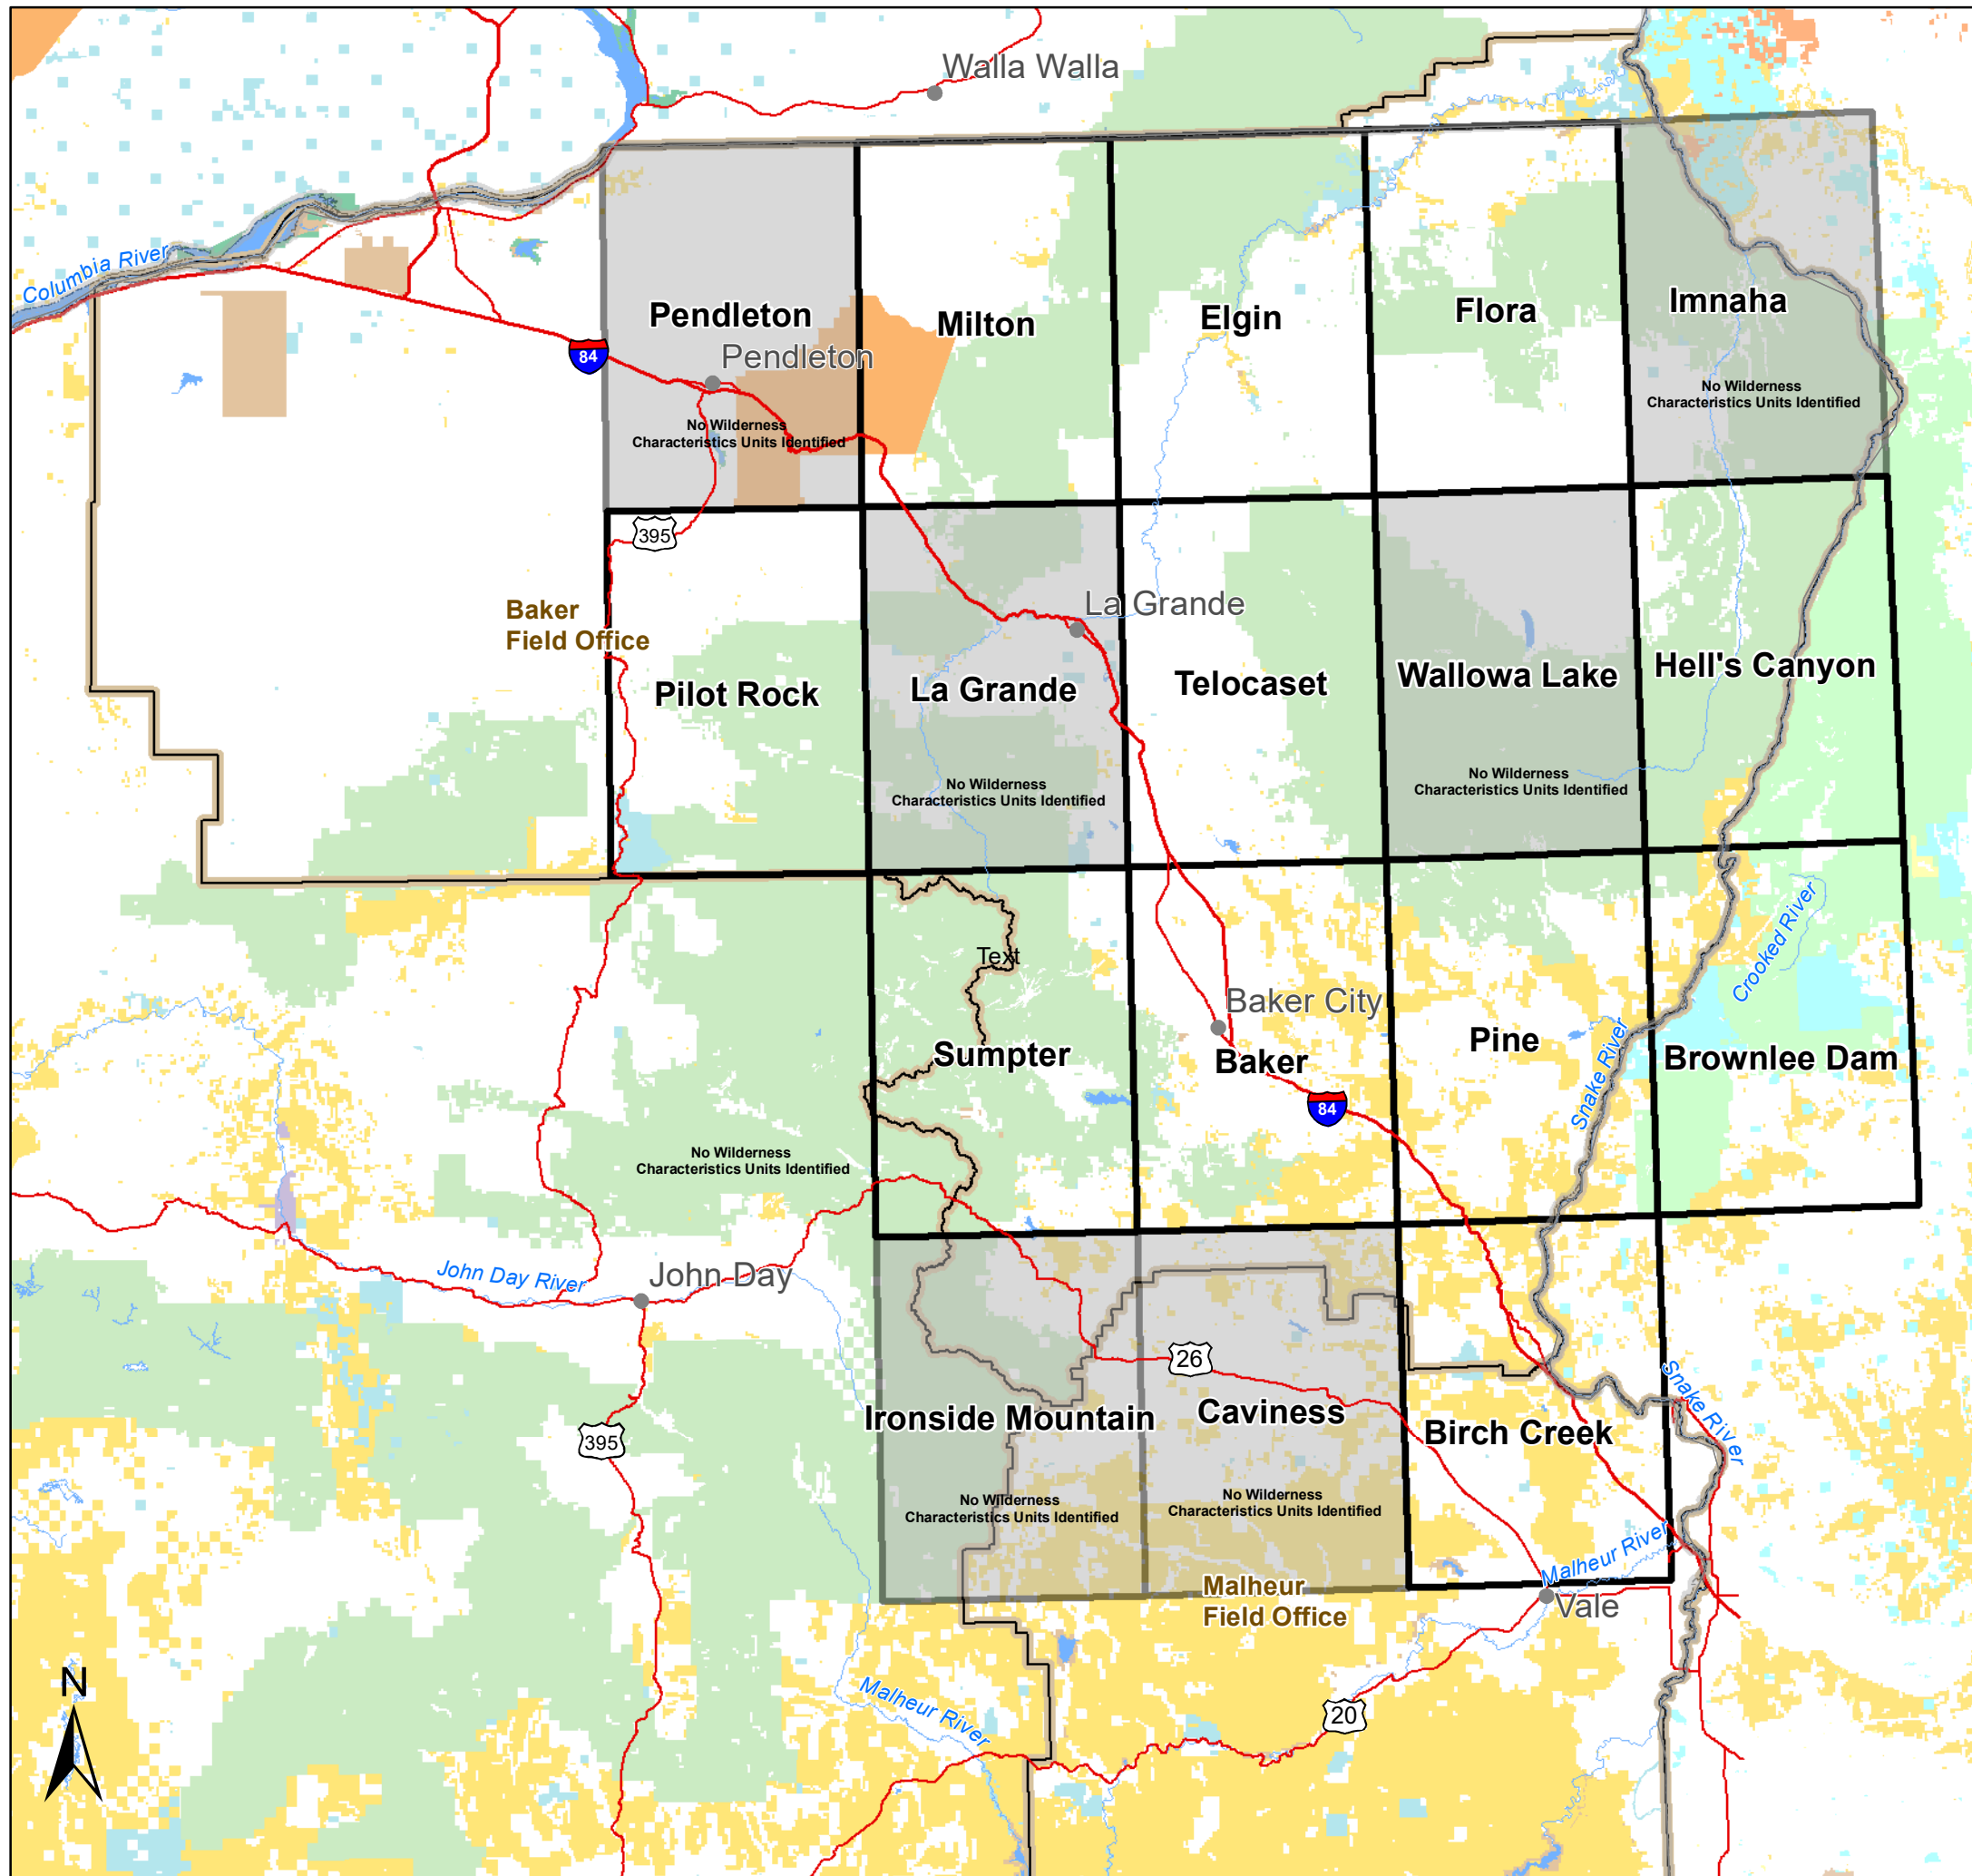 Walla Walla
Columbia River
Pendleton
Milton
Elgin
Flora
Imnaha
84
Pendleton
No Wilderness
Characteristics Units Identified
No Wilderness
Characteristics Units Identified
395
Baker
Field Office
La Grande
Pilot Rock
La Grande
Telocaset
Wallowa Lake
Hell's Canyon
No Wilderness
Characteristics Units Identified
No Wilderness
Characteristics Units Identified
Text
Crooked River
Baker City
Sumpter
Baker
Pine
Snake River
Brownlee Dam
84
No Wilderness
Characteristics Units Identified
John Day River
John Day
26
Snake River
395
Ironside Mountain
Caviness
Birch Creek
No Wilderness
Characteristics Units Identified
No Wilderness
Characteristics Units Identified
Malheur River
Malheur
Field Office
Vale
N
Malheur River
20